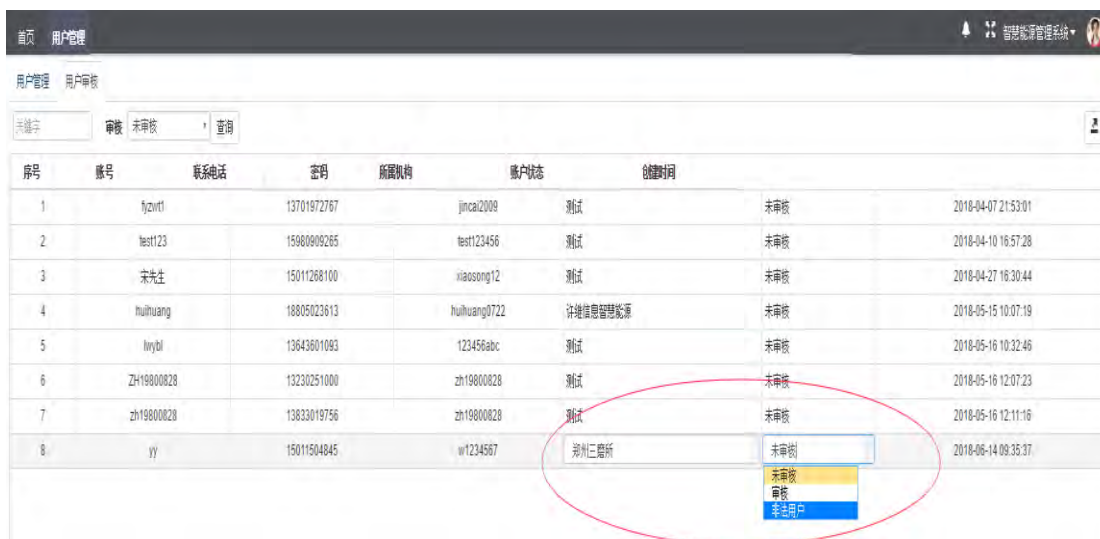 首页 用户管理 智慧能源管理系统
用户管理 用户审核
关键字 审核 未审核 查询
序号 账号 联系电话 密码 所属机构 账户状态 创建时间
1 fyzwt1 13701972767 jincai2009 测试 未审核 2018-04-07 21:53:01
2 test123 15980909265 test123456 测试 未审核 2018-04-10 16:57:28
3 宋先生 15011268100 xiaosong12 测试 未审核 2018-04-27 16:30:44
4 huihuang 18805023613 huihuang0722 许继信息智慧能源 未审核 2018-05-15 10:07:19
5 lwybl 13643601093 123456abc 测试 未审核 2018-05-16 10:32:46
6 ZH19800828 13230251000 zh19800828 测试 未审核 2018-05-16 12:07:23
7 zh19800828 13833019756 zh19800828 测试 未审核 2018-05-16 12:11:16
8 yy 15011504845 w1234567 郑州三磨所 未审核 2018-06-14 09:35:37
未审核
审核
非法用户